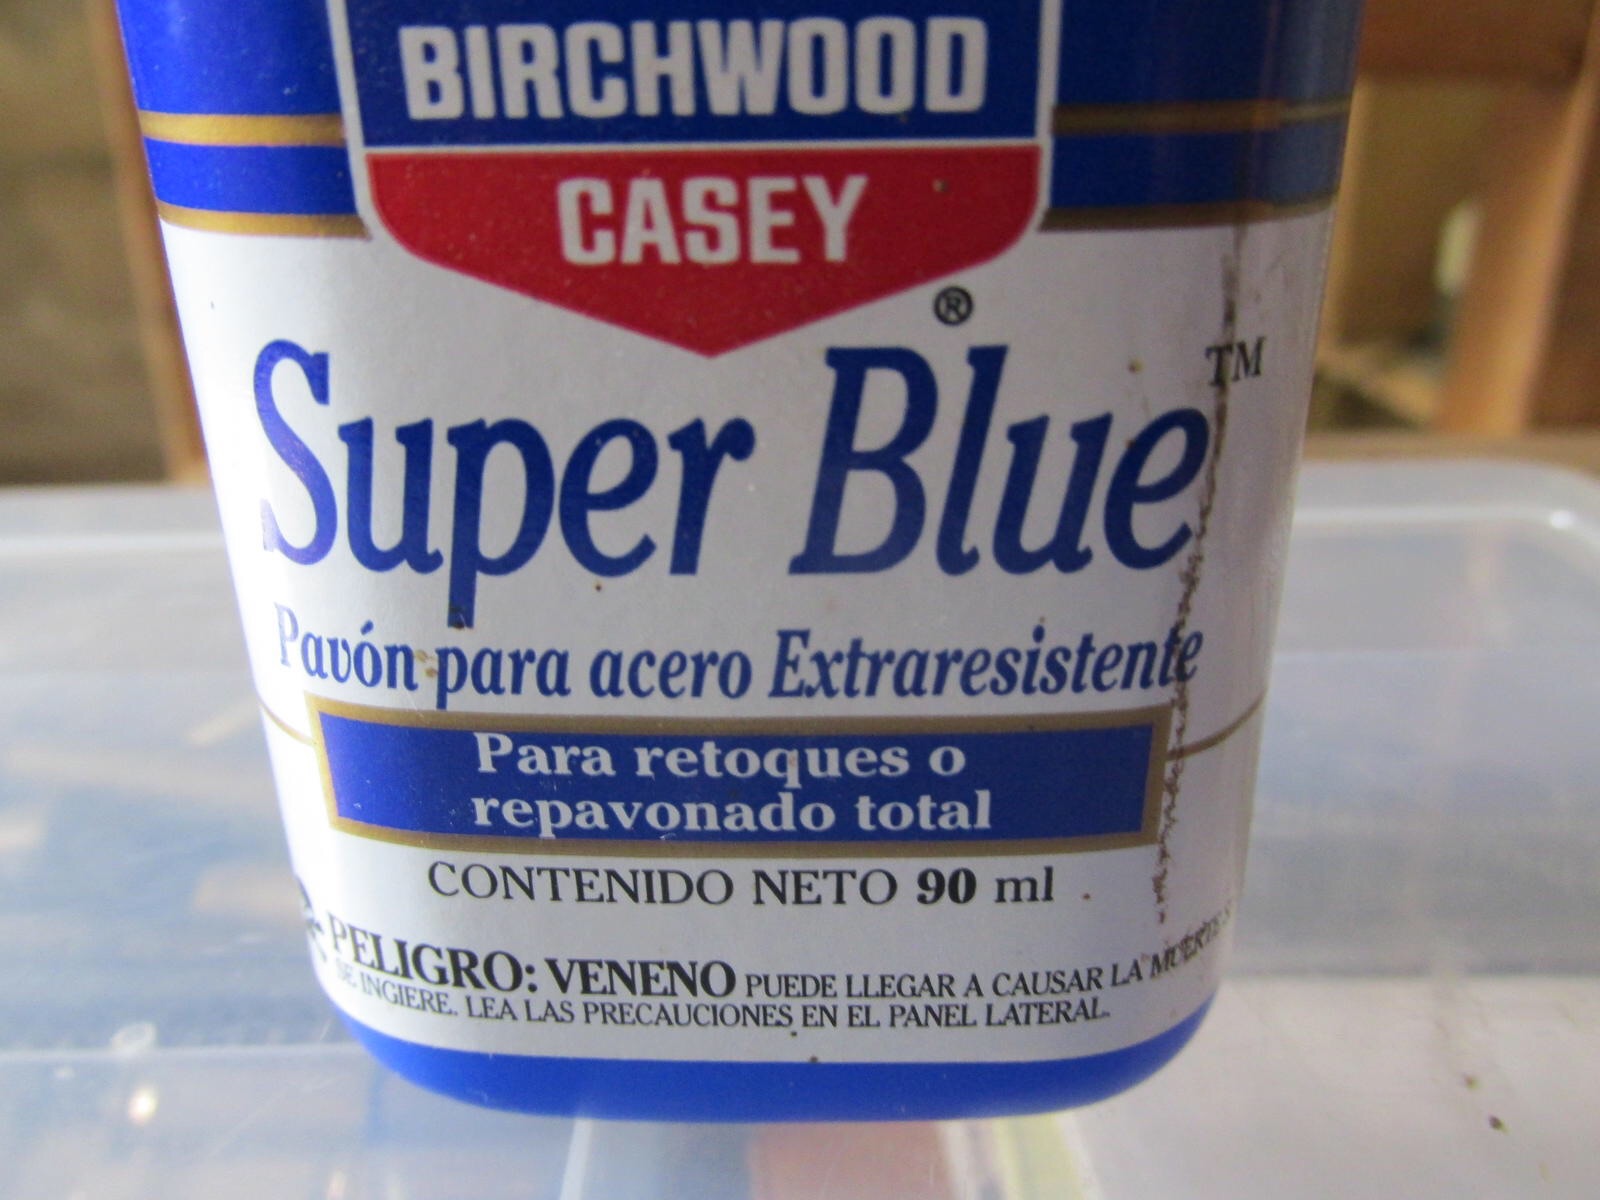 BIRCHWOOD
CASEY
®
Super Blue™
Pavón para acero Extraresistente
Para retoques o
repavonado total
CONTENIDO NETO 90 ml
PELIGRO: VENENO PUEDE LLEGAR A CAUSAR LA MUERTE
SE INGIERE. LEA LAS PRECAUCIONES EN EL PANEL LATERAL.